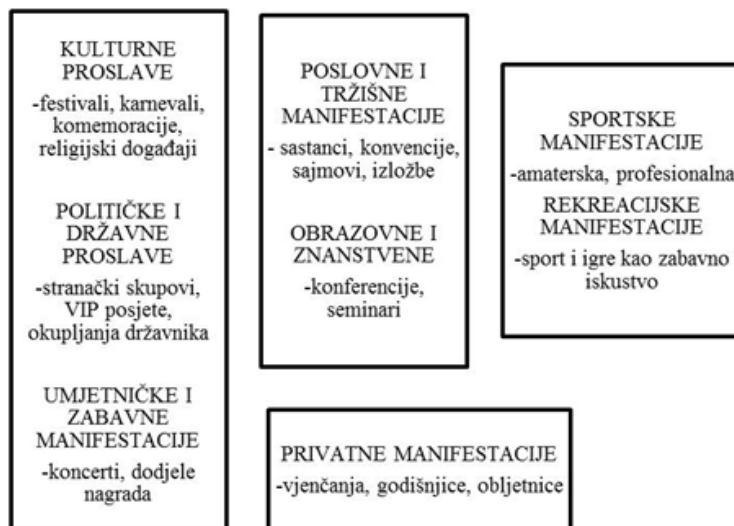 KULTURNE
PROSLAVE
-festivali, karnevali,
komemoracije,
religijski događaji
POLITIČKE I
DRŽAVNE
PROSLAVE
-stranački skupovi,
VIP posjete,
okupljanja državnika
UMJETNIČKE I
ZABAVNE
MANIFESTACIJE
-koncerti, dodjele
nagrada
POSLOVNE I
TRŽIŠNE
MANIFESTACIJE
- sastanci, konvencije,
sajmovi, izložbe
OBRAZOVNE I
ZNANSTVENE
-konferencije,
seminari
SPORTSKE
MANIFESTACIJE
-amaterska, profesionalna
REKREACIJSKE
MANIFESTACIJE
-sport i igre kao zabavno
iskustvo
PRIVATNE MANIFESTACIJE
-vjenčanja, godišnjice, obljetnice